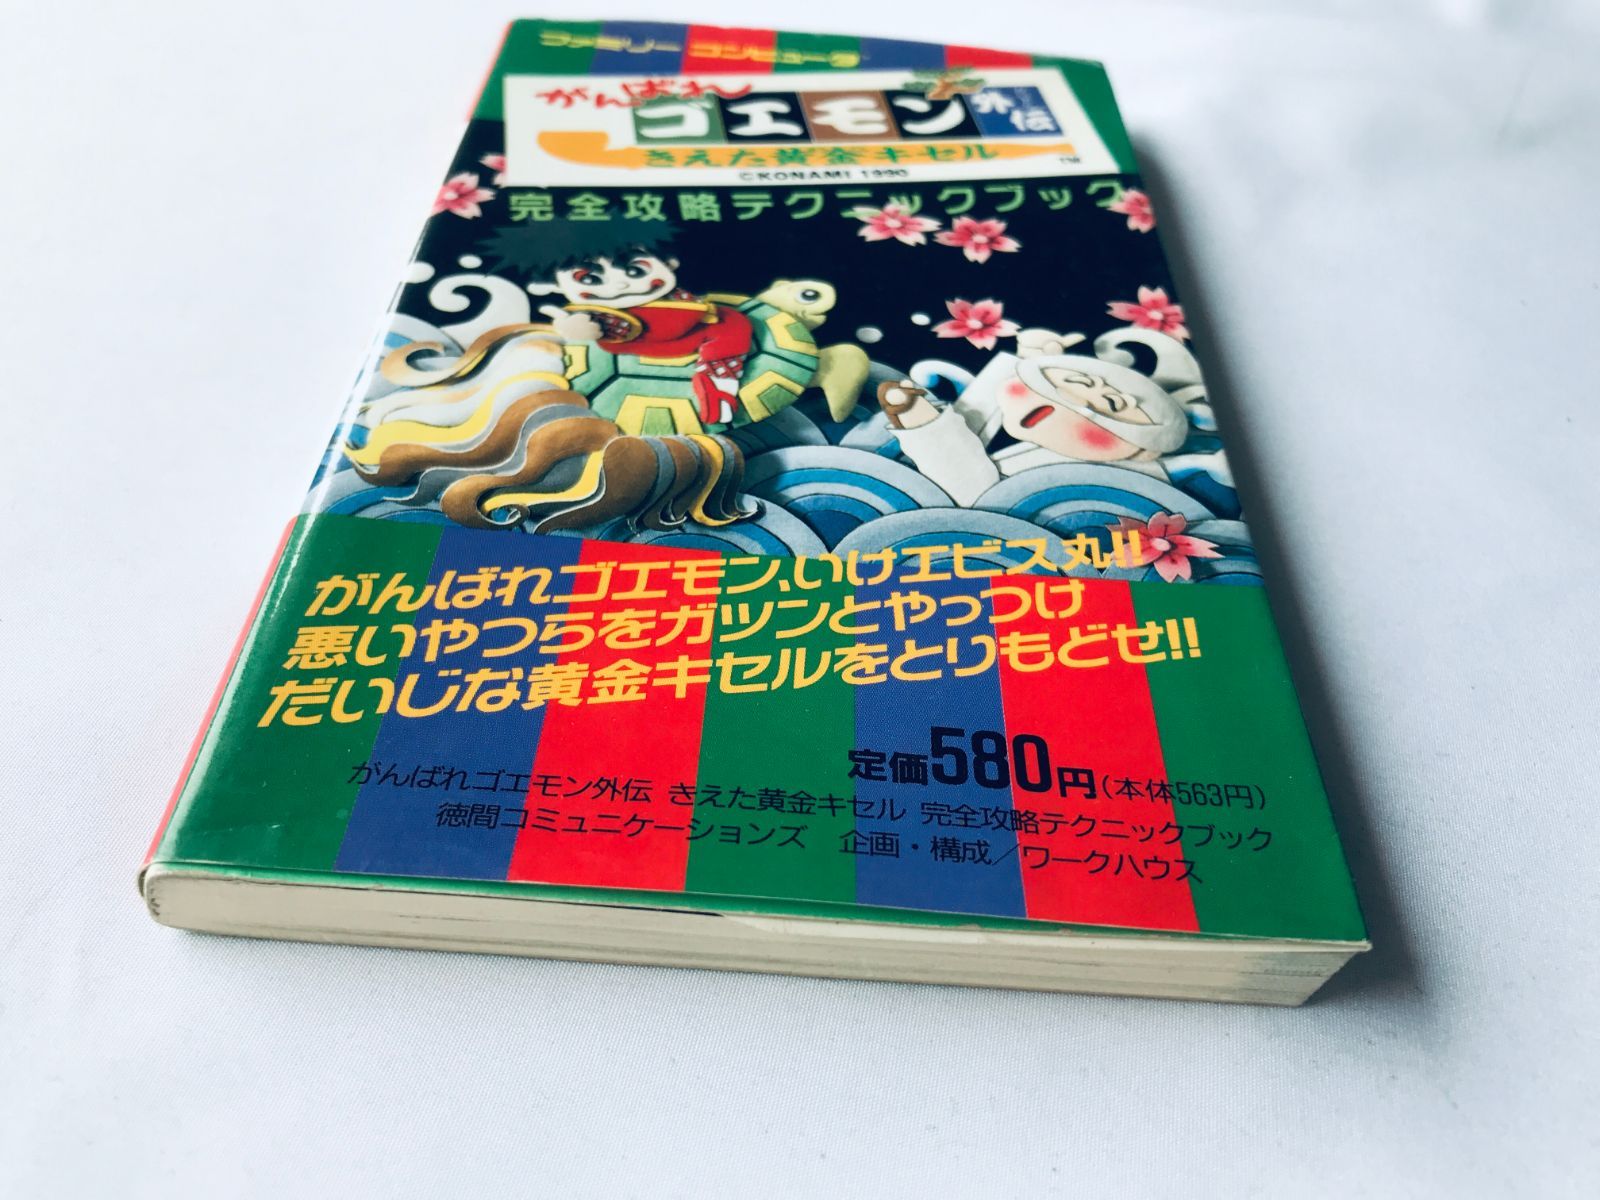 ファミリーコンピュータ
がんばれ
ゴエモン外伝
きえた黄金キセル
TM
©KONAMI 1990
完全攻略テクニックブック
がんばれゴエモン、いけエビス丸!!
悪いやつらをガツンとやっつけ
だいじな黄金キセルをとりもどせ!!
定価580円(本体563円)
がんばれゴエモン外伝 きえた黄金キセル 完全攻略テクニックブック
徳間コミュニケーションズ 企画・構成/ワークハウス